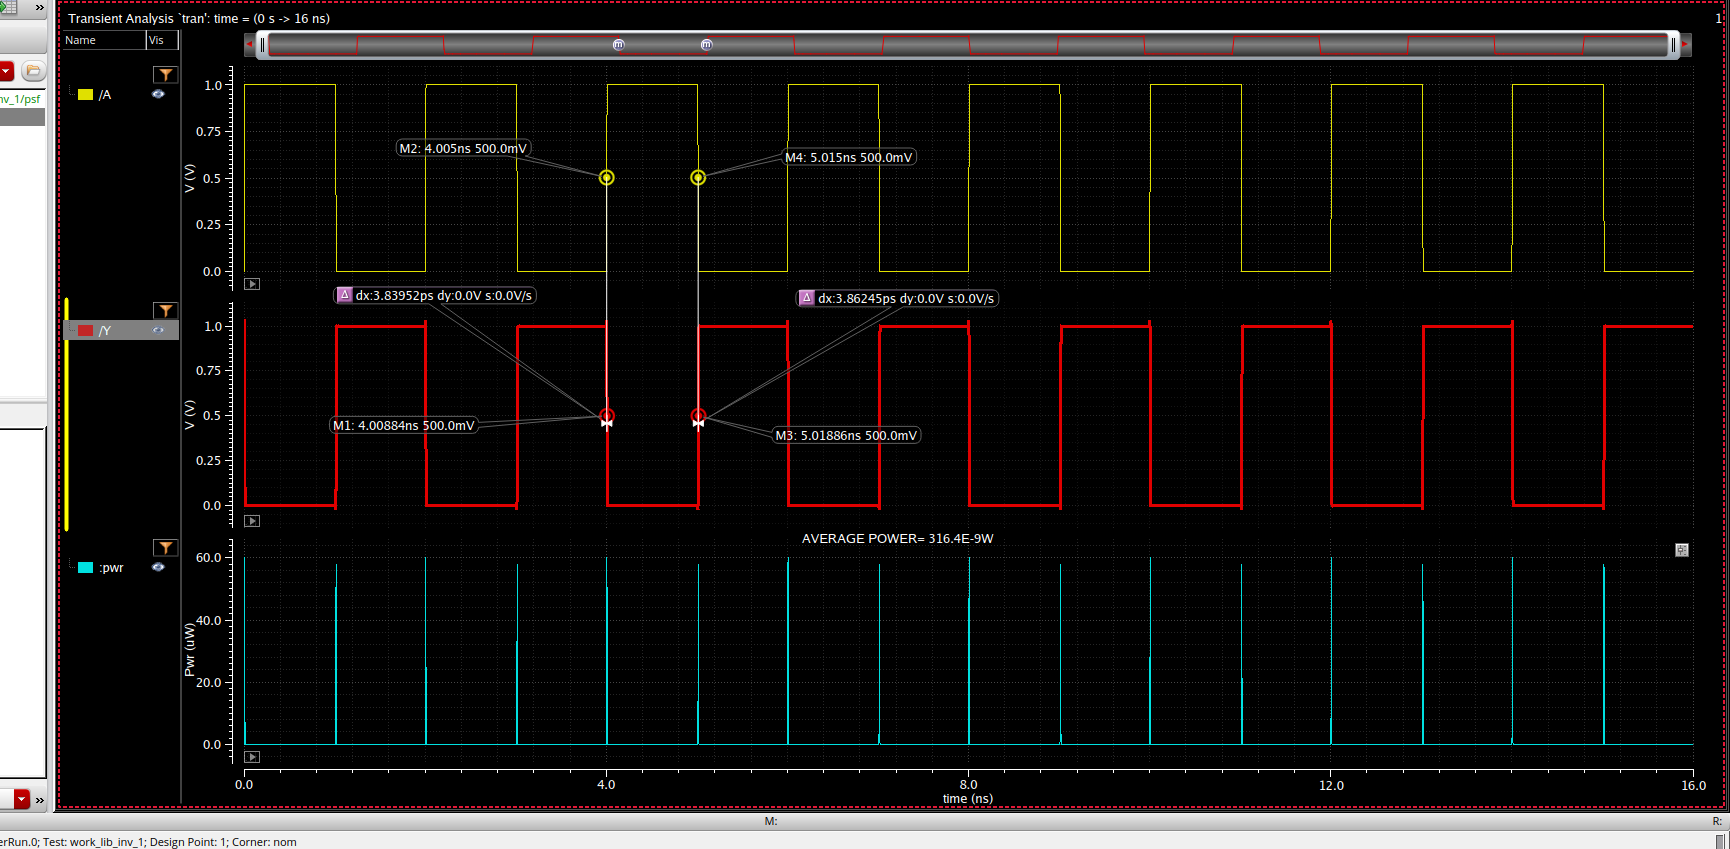 Transient Analysis `tran': time = (0 s -> 16 ns)
1
Name
Vis
nv_1/psf
/A
1.0
0.75
0.5
0.25
0.0
V (V)
M2: 4.005ns 500.0mV
M4: 5.015ns 500.0mV
dx:3.83952ps dy:0.0V s:0.0V/s
dx:3.86245ps dy:0.0V s:0.0V/s
/Y
1.0
0.75
0.5
0.25
0.0
V (V)
M1: 4.00884ns 500.0mV
M3: 5.01886ns 500.0mV
AVERAGE POWER= 316.4E-9W
:pwr
60.0
40.0
20.0
0.0
Pwr (uW)
0.0
4.0
8.0
12.0
16.0
time (ns)
M:
R:
erRun.0; Test: work_lib_inv_1; Design Point: 1; Corner: nom